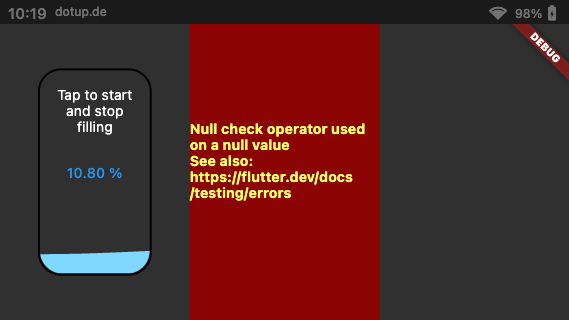 10:19 dotup.de 98%
DEBUG
Tap to start
and stop
filling
10.80 %
Null check operator used
on a null value
See also:
https://flutter.dev/docs
/testing/errors